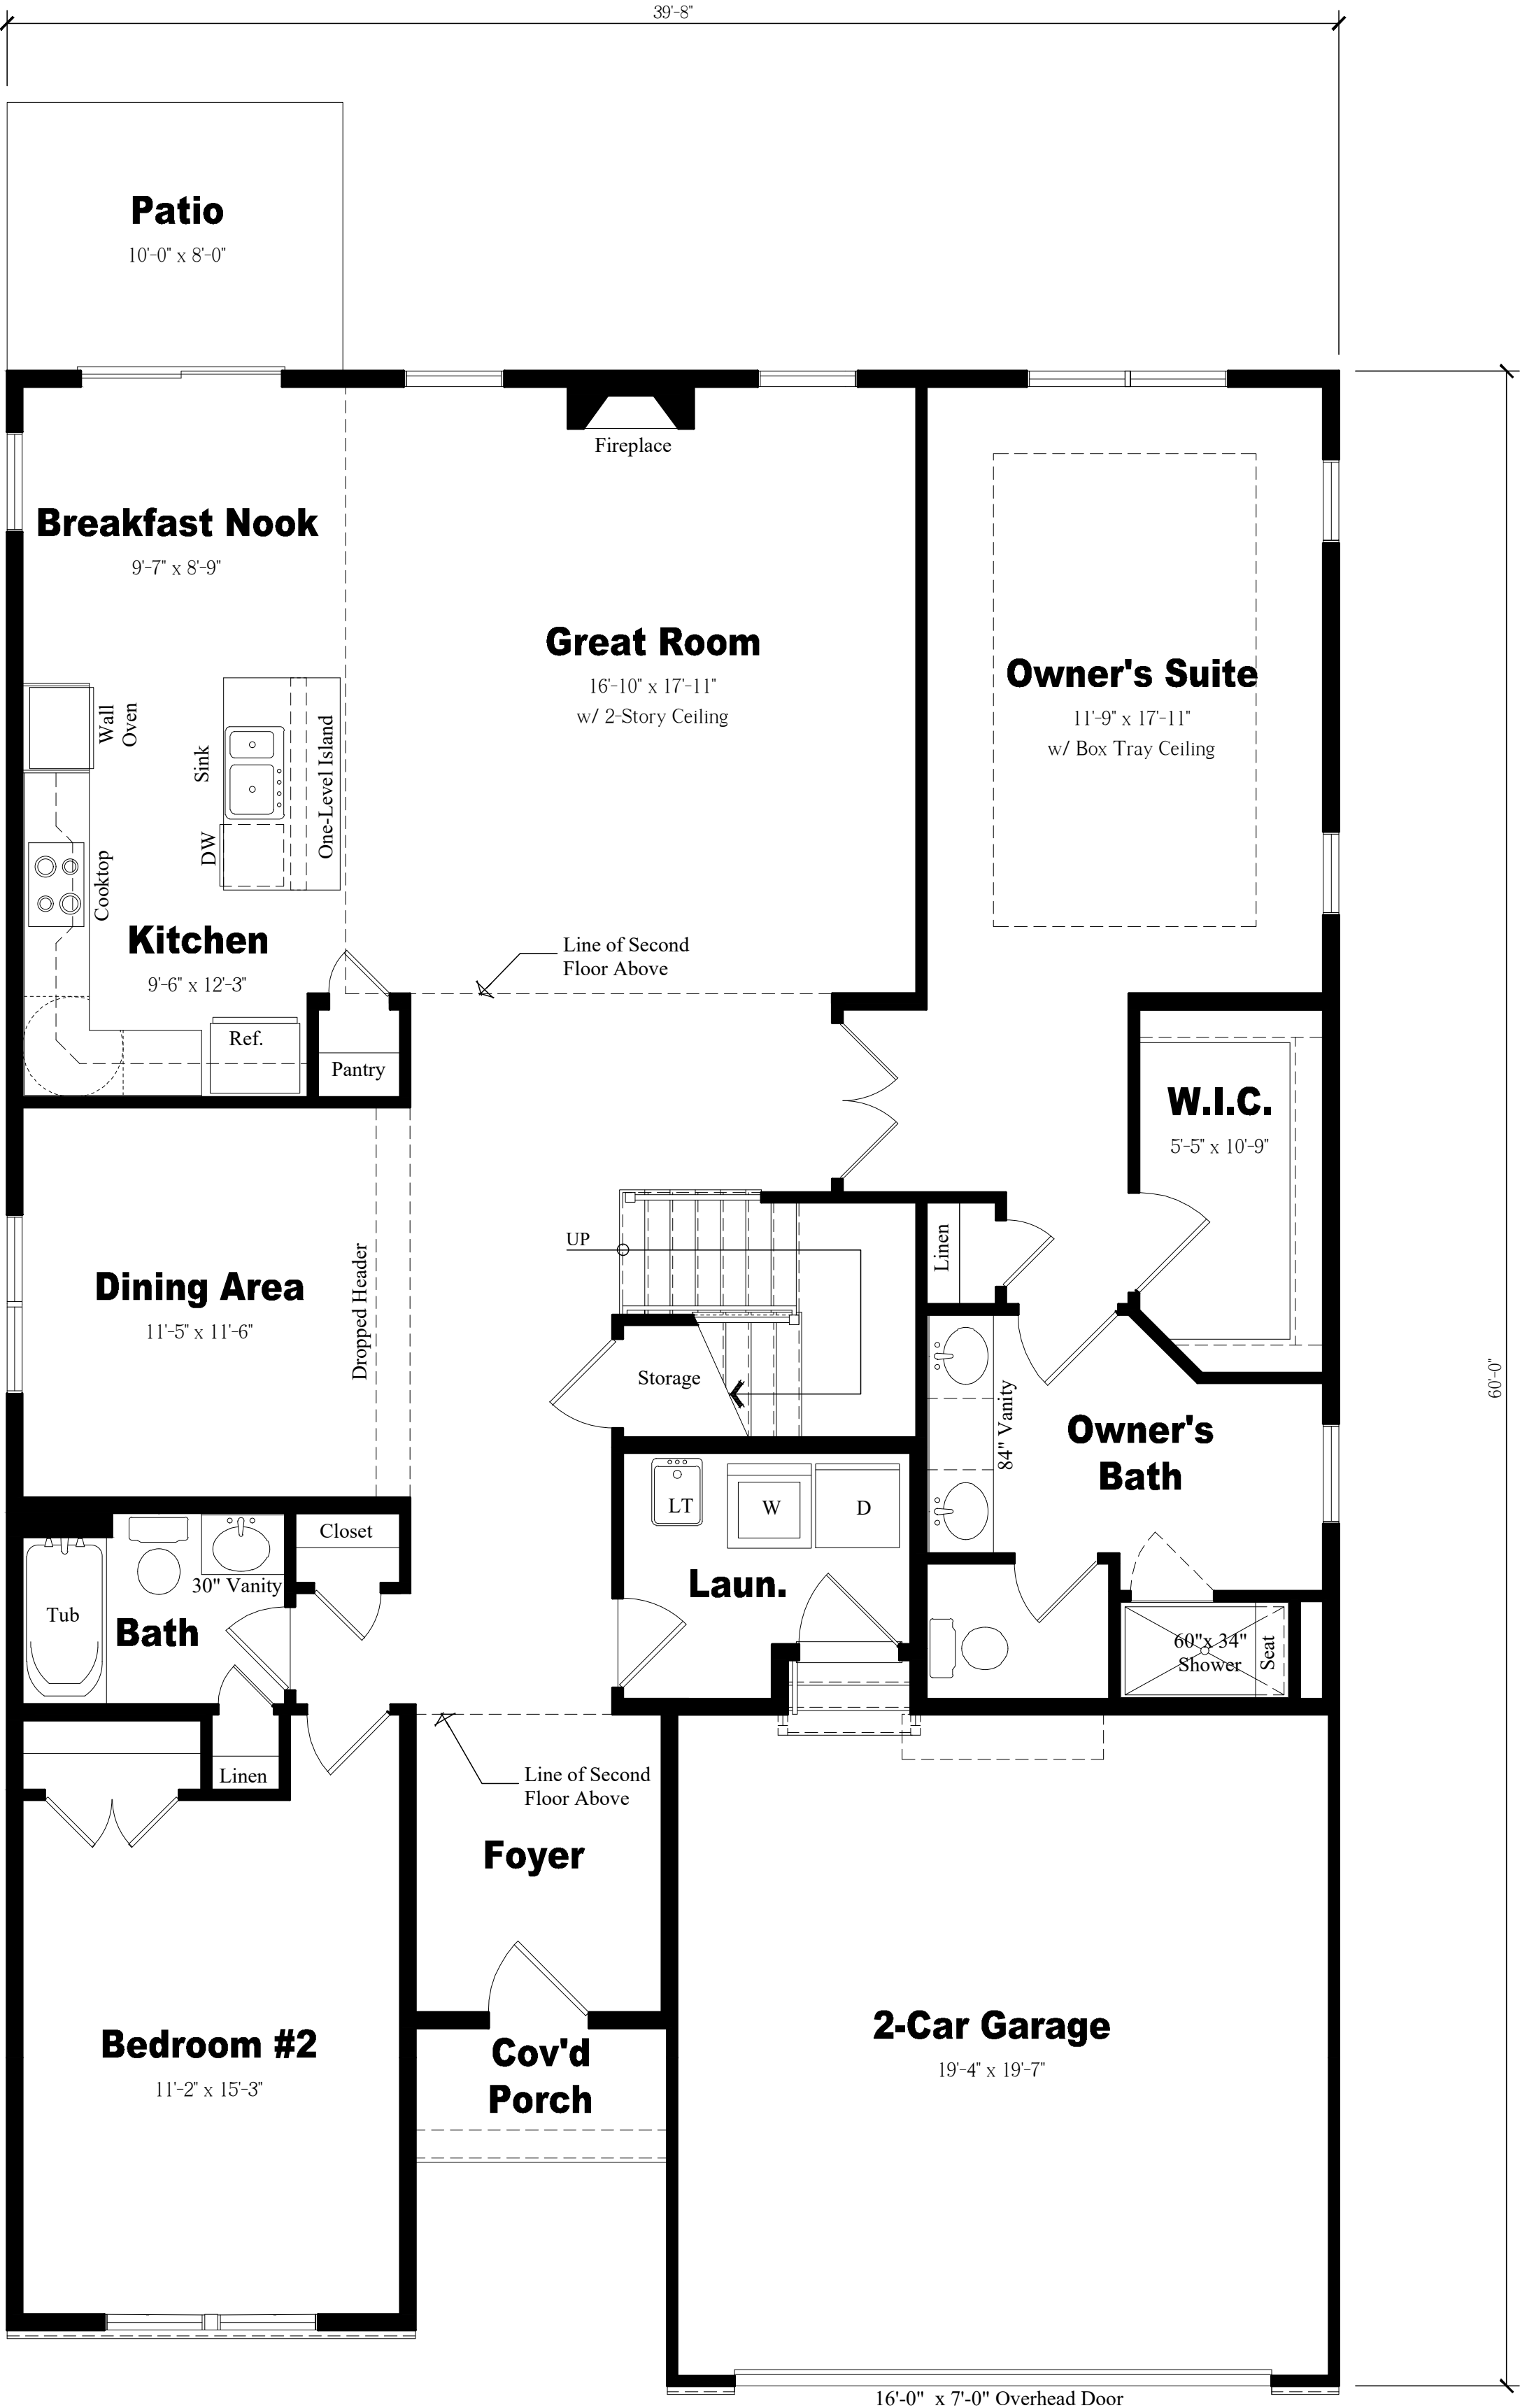 39'-8"
Patio
10'-0" x 8'-0"
Fireplace
Breakfast Nook
9'-7" x 8'-9"
Great Room
16'-10" x 17'-11"
w/ 2-Story Ceiling
Owner's Suite
11'-9" x 17'-11"
w/ Box Tray Ceiling
Wall
Oven
Sink
One-Level Island
DW
Cooktop
Kitchen
9'-6" x 12'-3"
Line of Second
Floor Above
Ref.
Pantry
W.I.C.
5'-5" x 10'-9"
UP
Linen
Dining Area
11'-5" x 11'-6"
Dropped Header
Storage
60'-0"
84" Vanity
Owner's
Bath
LT
W
D
Closet
30" Vanity
Laun.
Tub
Bath
60"x 34"
Shower
Seat
Linen
Line of Second
Floor Above
Foyer
2-Car Garage
19'-4" x 19'-7"
Bedroom #2
11'-2" x 15'-3"
Cov'd
Porch
16'-0" x 7'-0" Overhead Door